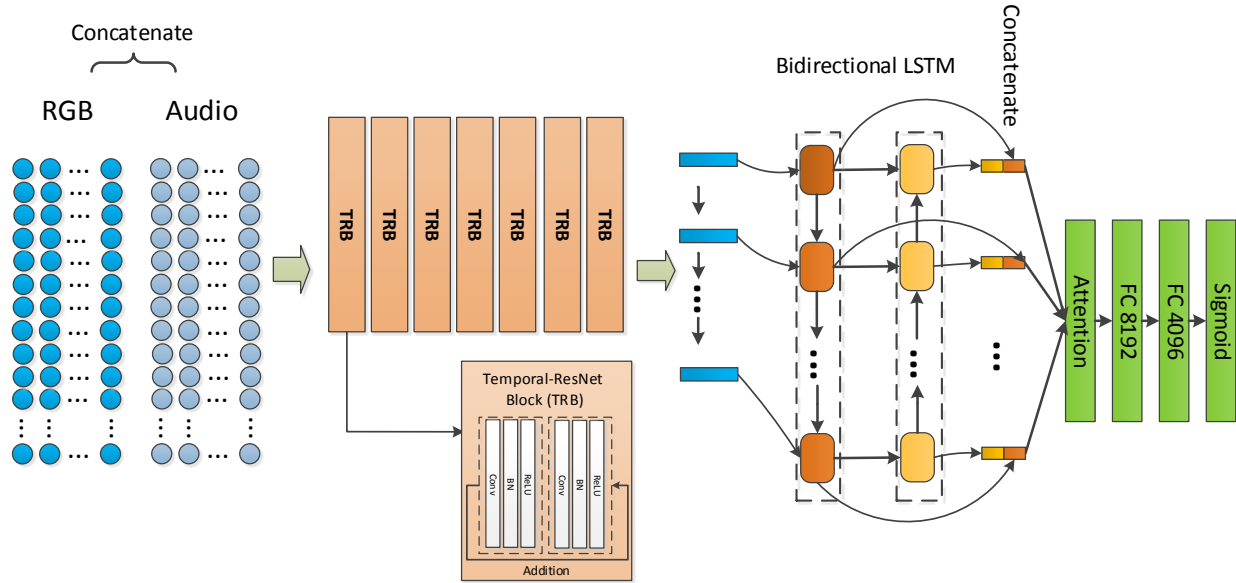 Concatenate
RGB Audio
TRB TRB TRB TRB TRB TRB TRB
Temporal-ResNet
Block (TRB)
Conv BN ReLU Conv BN ReLU
Addition
Bidirectional LSTM
Concatenate
Attention
FC 8192
FC 4096
Sigmoid